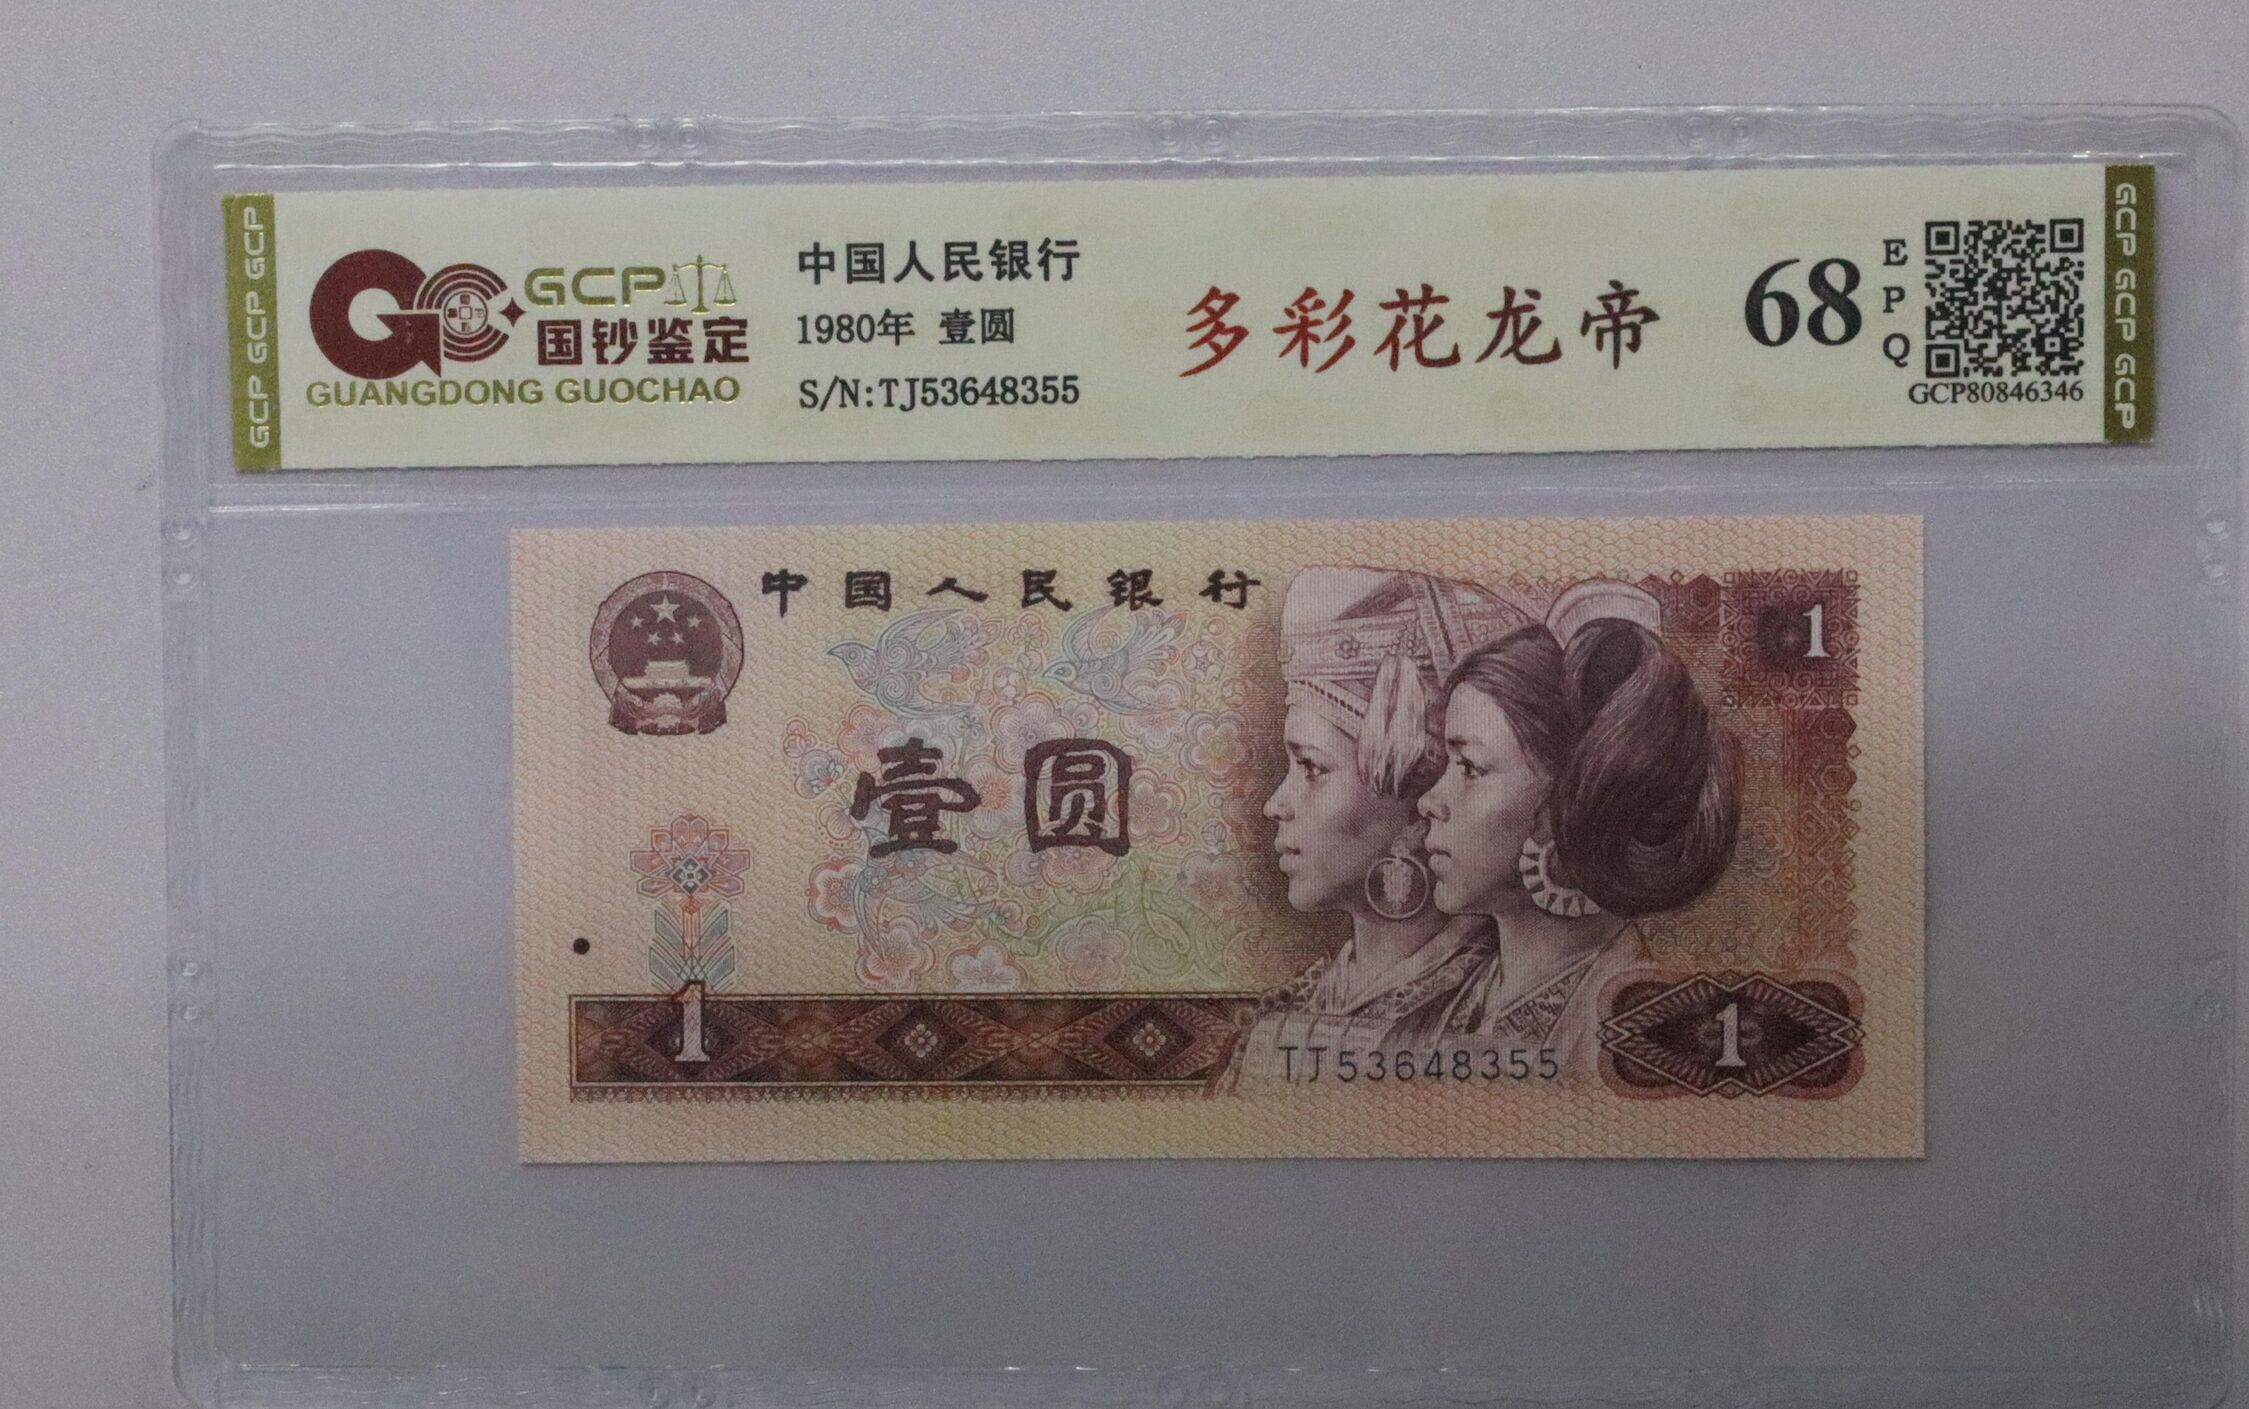 GCP GCP GCP
GCP
国钞鉴定
GUANGDONG GUOCHAO
中国人民银行
1980年 壹圆
S/N:TJ53648355
多彩花龙帝
68
EPQ
GCP80846346
GCP GCP GCP
中国人民银行
1
壹圆
1
1
TJ53648355